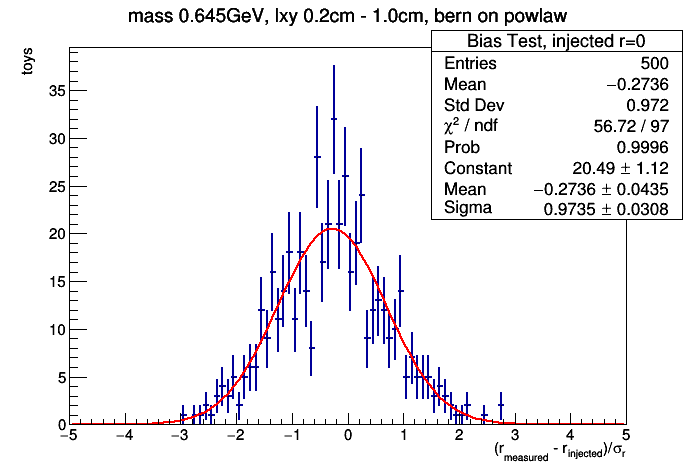 mass 0.645GeV, lxy 0.2cm - 1.0cm, bern on powlaw
toys
Bias Test, injected r=0
Entries 500
Mean −0.2736
Std Dev 0.972
χ² / ndf 56.72 / 97
Prob 0.9996
Constant 20.49 ± 1.12
Mean −0.2736 ± 0.0435
Sigma 0.9735 ± 0.0308
35
30
25
20
15
10
5
0
−5 −4 −3 −2 −1 0 1 2 3 4 5
(r_measured - r_injected)/σ_r